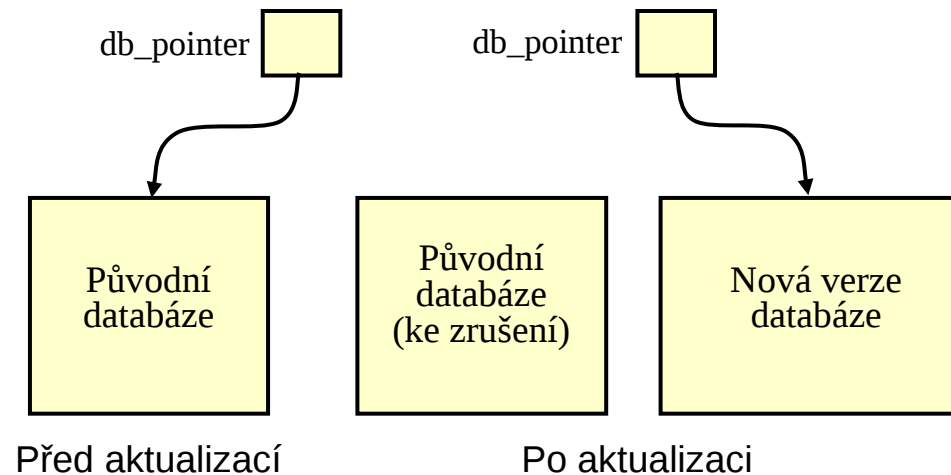 db_pointer
db_pointer
Původní
databáze
Původní
databáze
(ke zrušení)
Nová verze
databáze
Před aktualizací
Po aktualizaci